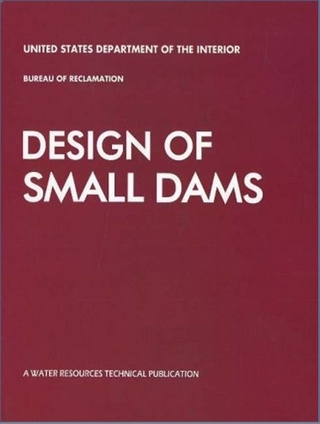 UNITED STATES DEPARTMENT OF THE INTERIOR
BUREAU OF RECLAMATION
DESIGN OF
SMALL DAMS
A WATER RESOURCES TECHNICAL PUBLICATION